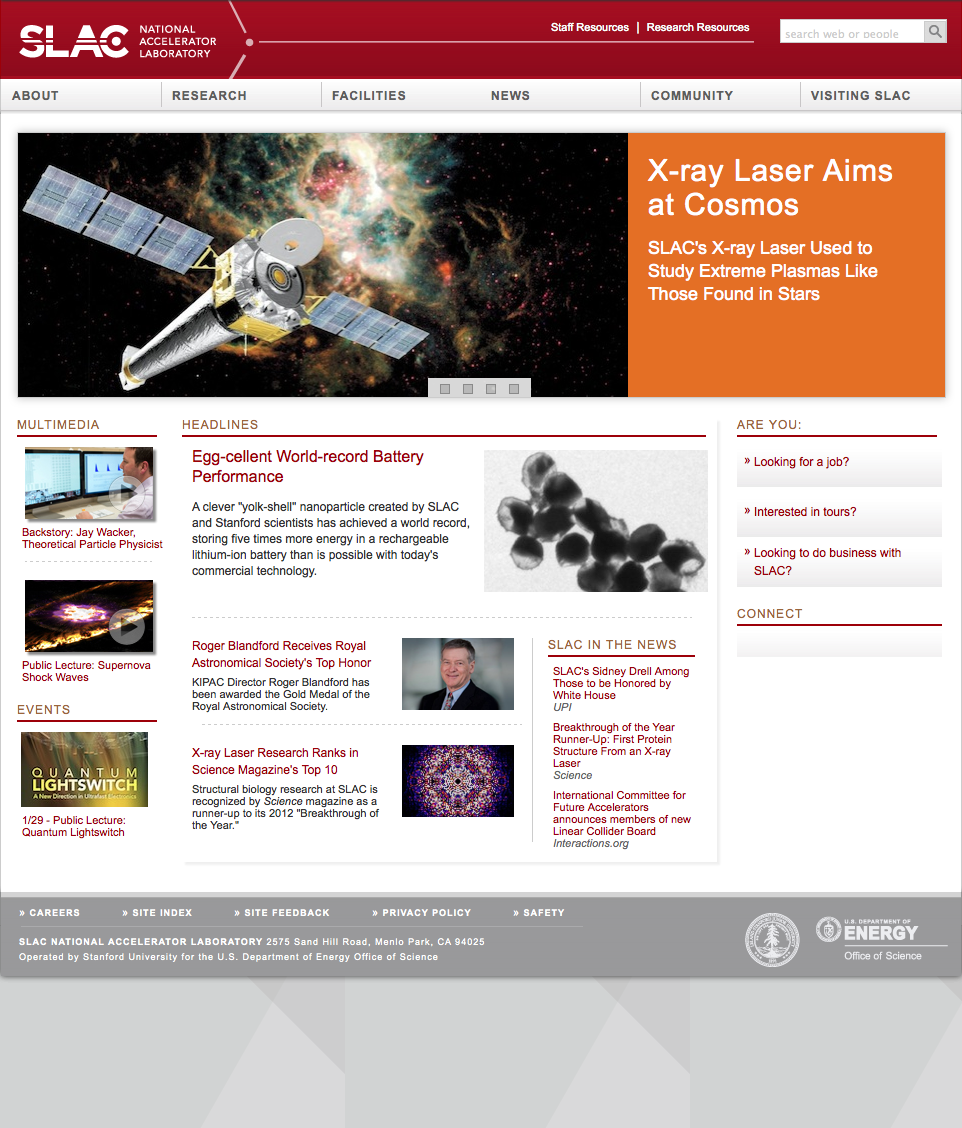 SLAC NATIONAL ACCELERATOR LABORATORY
Staff Resources | Research Resources
search web or people
ABOUT
RESEARCH
FACILITIES
NEWS
COMMUNITY
VISITING SLAC
X-ray Laser Aims
at Cosmos
SLAC's X-ray Laser Used to
Study Extreme Plasmas Like
Those Found in Stars
MULTIMEDIA
Backstory: Jay Wacker,
Theoretical Particle Physicist
Public Lecture: Supernova
Shock Waves
EVENTS
QUANTUM
LIGHTSWITCH
A New Direction in Ultrafast Electronics
1/29 - Public Lecture:
Quantum Lightswitch
HEADLINES
Egg-cellent World-record Battery
Performance
A clever "yolk-shell" nanoparticle created by SLAC
and Stanford scientists has achieved a world record,
storing five times more energy in a rechargeable
lithium-ion battery than is possible with today's
commercial technology.
Roger Blandford Receives Royal
Astronomical Society's Top Honor
KIPAC Director Roger Blandford has
been awarded the Gold Medal of the
Royal Astronomical Society.
X-ray Laser Research Ranks in
Science Magazine's Top 10
Structural biology research at SLAC is
recognized by Science magazine as a
runner-up to its 2012 "Breakthrough of
the Year."
SLAC IN THE NEWS
SLAC's Sidney Drell Among
Those to be Honored by
White House
UPI
Breakthrough of the Year
Runner-Up: First Protein
Structure From an X-ray
Laser
Science
International Committee for
Future Accelerators
announces members of new
Linear Collider Board
Interactions.org
ARE YOU:
» Looking for a job?
» Interested in tours?
» Looking to do business with
SLAC?
CONNECT
» CAREERS
» SITE INDEX
» SITE FEEDBACK
» PRIVACY POLICY
» SAFETY
SLAC NATIONAL ACCELERATOR LABORATORY 2575 Sand Hill Road, Menlo Park, CA 94025
Operated by Stanford University for the U.S. Department of Energy Office of Science
U.S. DEPARTMENT OF
ENERGY
Office of Science